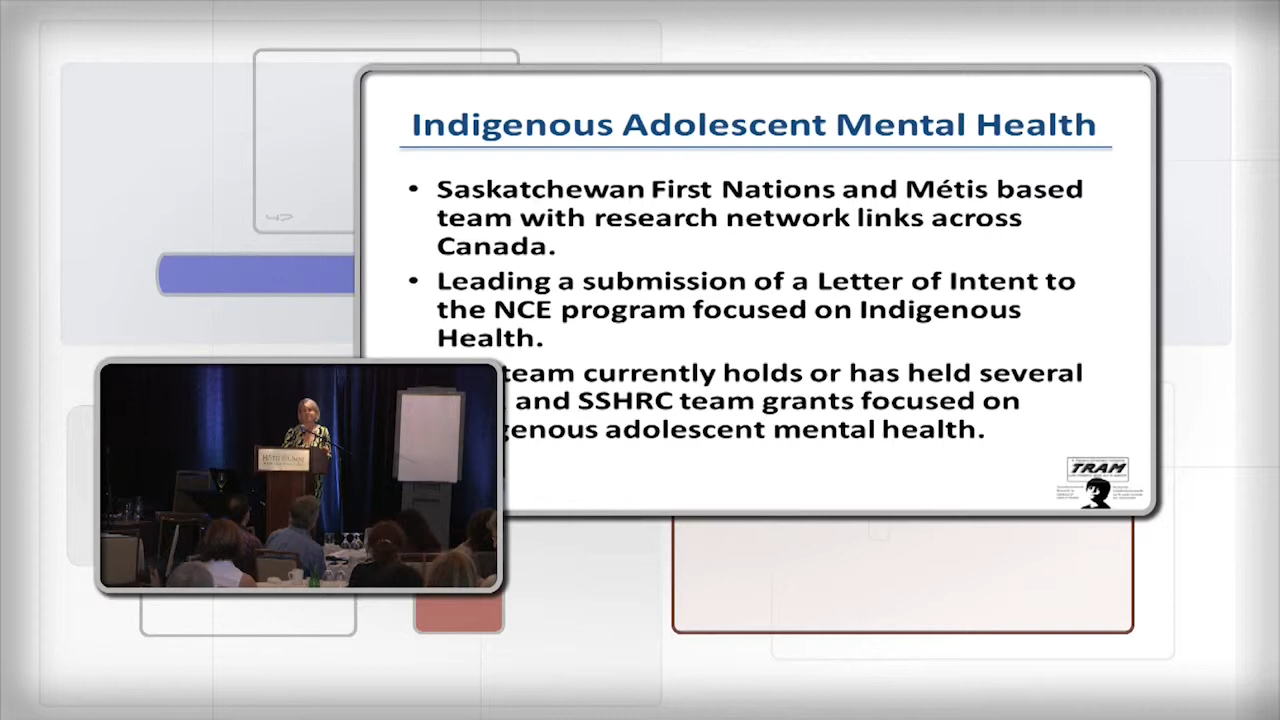 Indigenous Adolescent Mental Health
• Saskatchewan First Nations and Métis based
team with research network links across
Canada.
• Leading a submission of a Letter of Intent to
the NCE program focused on Indigenous
Health.
team currently holds or has held several
and SSHRC team grants focused on
genous adolescent mental health.
TRAM
47